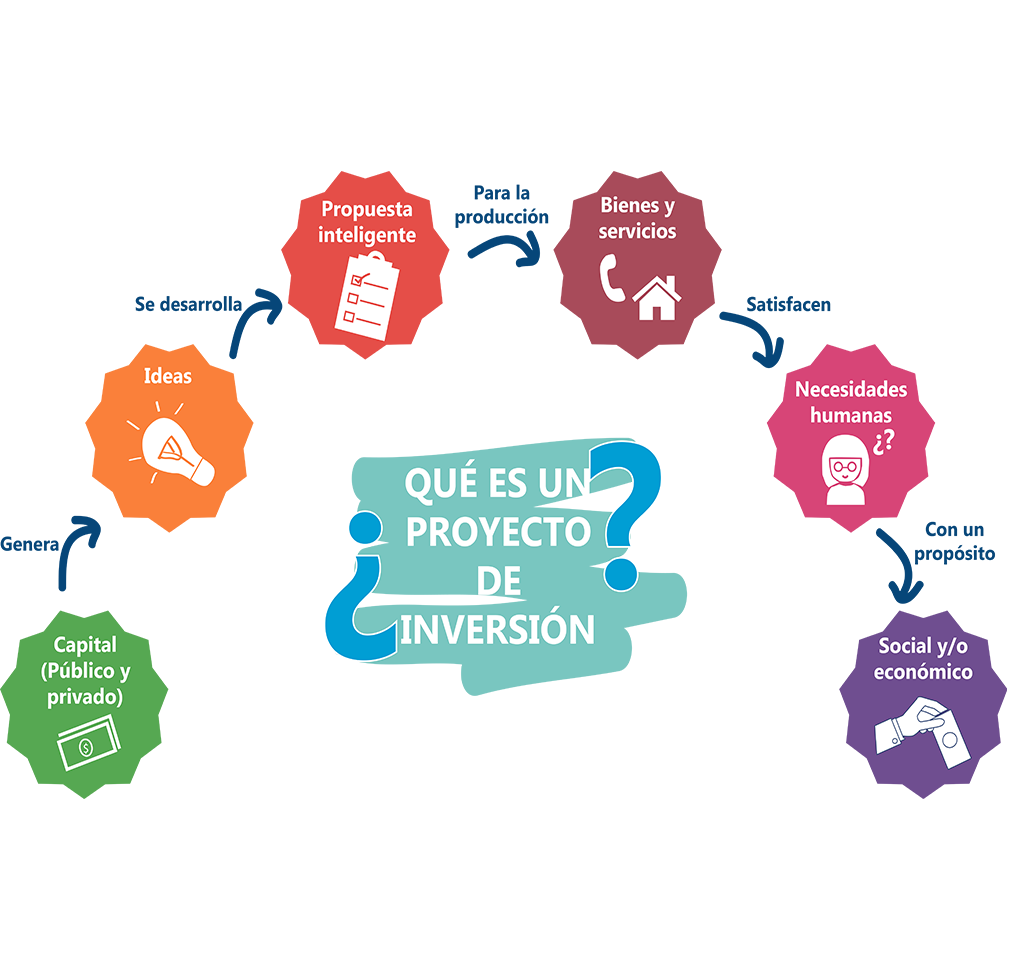 Capital
(Público y
privado)
Genera
Ideas
Se desarrolla
Propuesta
inteligente
Para la
producción
Bienes y
servicios
Satisfacen
Necesidades
humanas
¿?
Con un
propósito
Social y/o
económico
¿QUÉ ES UN
PROYECTO
DE
INVERSIÓN?
$